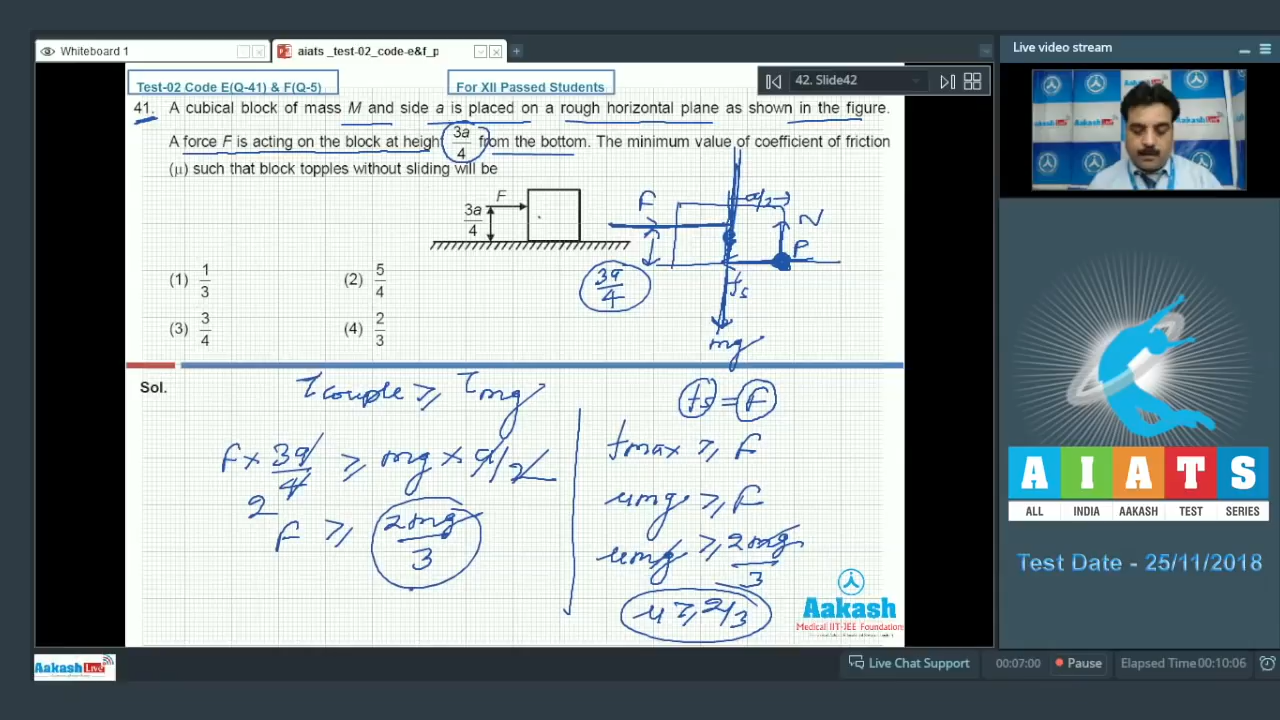 Whiteboard 1
aiats _test-02_code-e&f_p
Live video stream
Test-02 Code E(Q-41) & F(Q-5)
For XII Passed Students
42. Slide42
41. A cubical block of mass M and side a is placed on a rough horizontal plane as shown in the figure.
A force F is acting on the block at heigh 3a/4 from the bottom. The minimum value of coefficient of friction
(μ) such that block topples without sliding will be
F
3a/4
F
a/2
N
P
3a/4
fs
mg
(1) 1/3
(2) 5/4
(3) 3/4
(4) 2/3
Sol.
τcouple ≥ τmg
F × 3a/4 ≥ mg × a/2
2
F ≥ 2mg/3
fs = F
fmax ≥ F
μmg ≥ F
μmg ≥ 2mg/3
μ ≥ 2/3
Aakash
Medical IIT-JEE Foundations
A I A T S
ALL INDIA AAKASH TEST SERIES
Test Date - 25/11/2018
Aakash Live
Live Chat Support
00:07:00
Pause
Elapsed Time 00:10:06